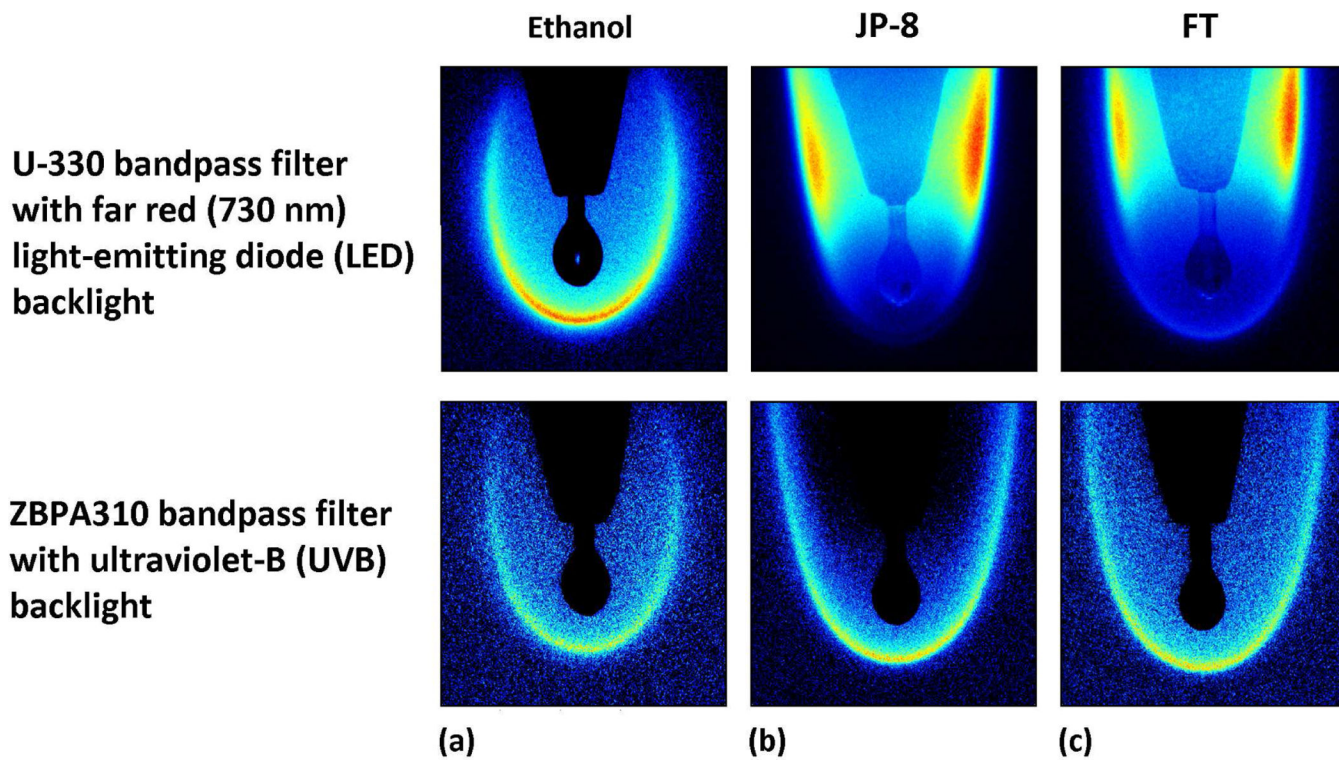 Ethanol
JP-8
FT
U-330 bandpass filter
with far red (730 nm)
light-emitting diode (LED)
backlight
ZBPA310 bandpass filter
with ultraviolet-B (UVB)
backlight
(a)
(b)
(c)